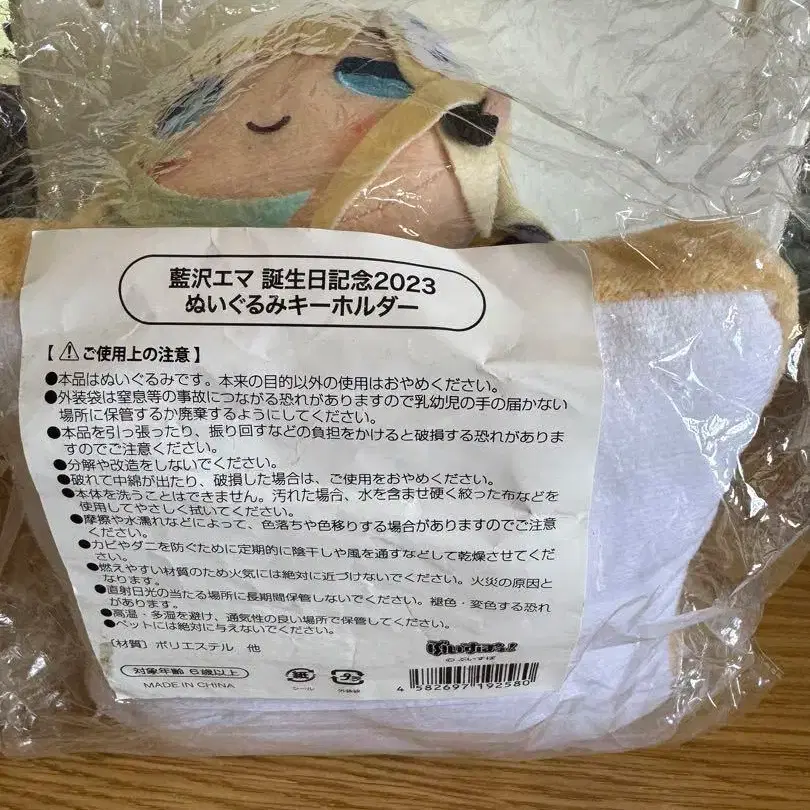 藍沢エマ 誕生日記念2023
ぬいぐるみキーホルダー
【⚠ご使用上の注意】
●本品はぬいぐるみです。本来の目的以外の使用はおやめください。
●外装袋は窒息等の事故につながる恐れがありますので乳幼児の手の届かない
場所に保管するか廃棄するようにしてください。
●本品を引っ張ったり、振り回すなどの負担をかけると破損する恐れがありま
すのでご注意ください。
●分解や改造をしないでください。
●破れて中綿が出たり、破損した場合は、ご使用をおやめください。
●本体を洗うことはできません。汚れた場合、水を含ませ硬く絞った布などを
使用してやさしく拭いてください。
●摩擦や水濡れなどによって、色落ちや色移りする場合がありますのでご注意
ください。
●カビやダニを防ぐために定期的に陰干しや風を通すなどして乾燥させてくだ
さい。
●燃えやすい材質のため火気には絶対に近づけないでください。火災の原因と
なります。
●直射日光の当たる場所に長期間保管しないでください。褪色・変色する恐れ
があります。
●高温・多湿を避け、通気性の良い場所で保管してください。
●ペットには絶対に与えないでください。
［材質］ポリエステル 他
対象年齢 6歳以上
MADE IN CHINA
紙
シール
プラ
外装袋
ぶいすぽっ!
© ぶいすぽ
4 582697 192580